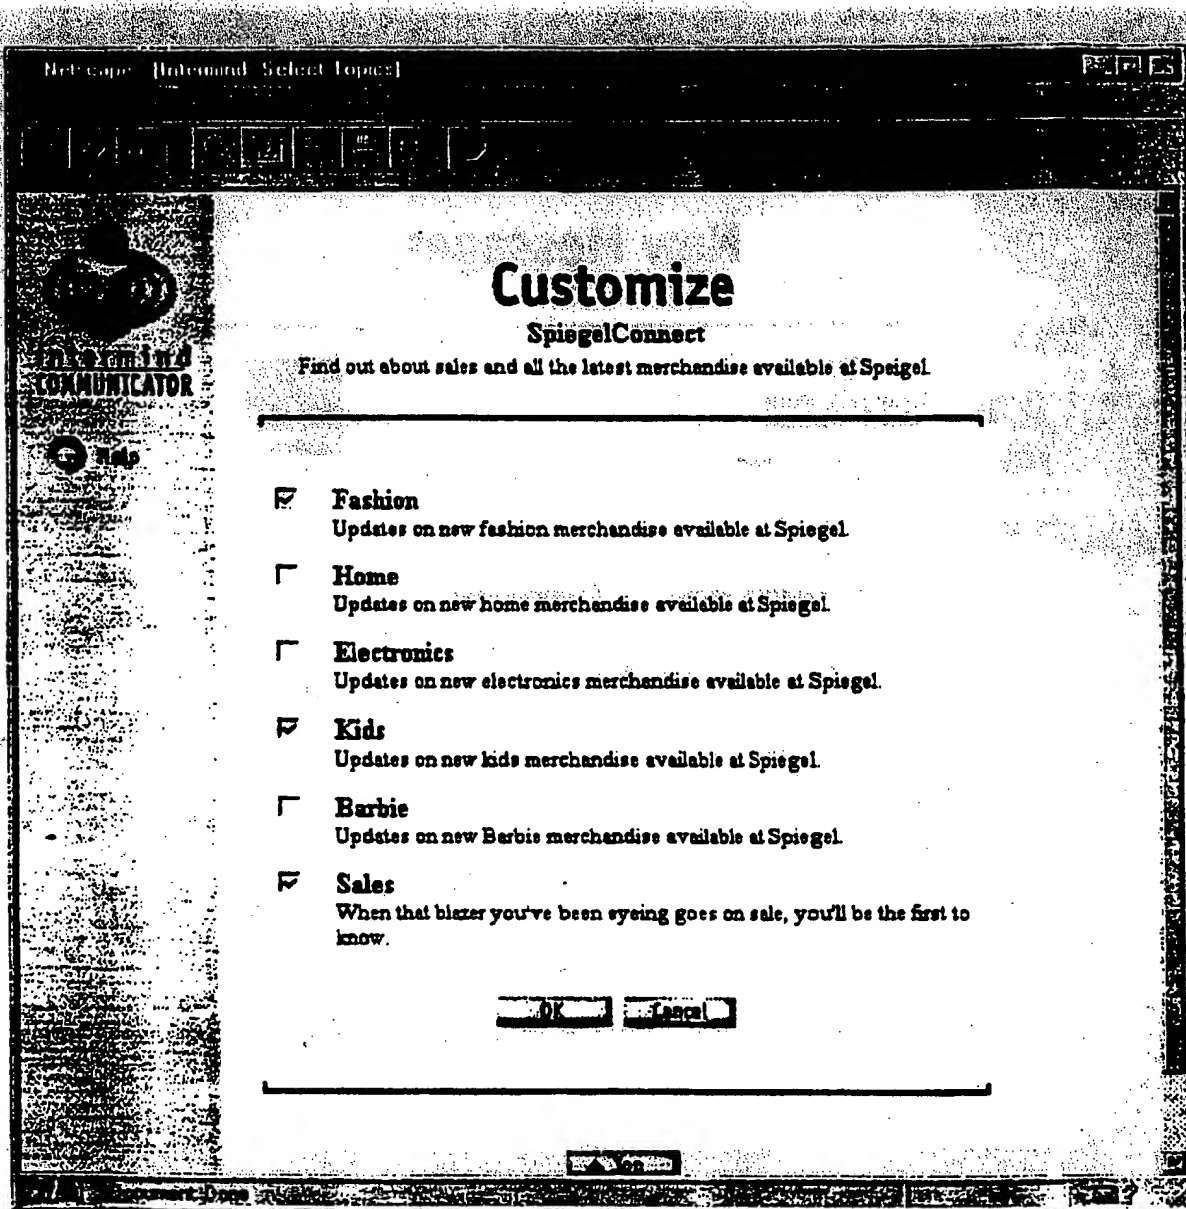 Netscape [Intermind Select Topics]
intermind
COMMUNICATOR
Help
Customize
SpiegelConnect
Find out about sales and all the latest merchandise available at Speigel.
Fashion
Updates on new fashion merchandise available at Spiegel.
Home
Updates on new home merchandise available at Spiegel.
Electronics
Updates on new electronics merchandise available at Spiegel.
Kids
Updates on new kids merchandise available at Spiegel.
Barbie
Updates on new Barbie merchandise available at Spiegel.
Sales
When that blazer you've been eyeing goes on sale, you'll be the first to
know.
OK Cancel
Top
Document: Done